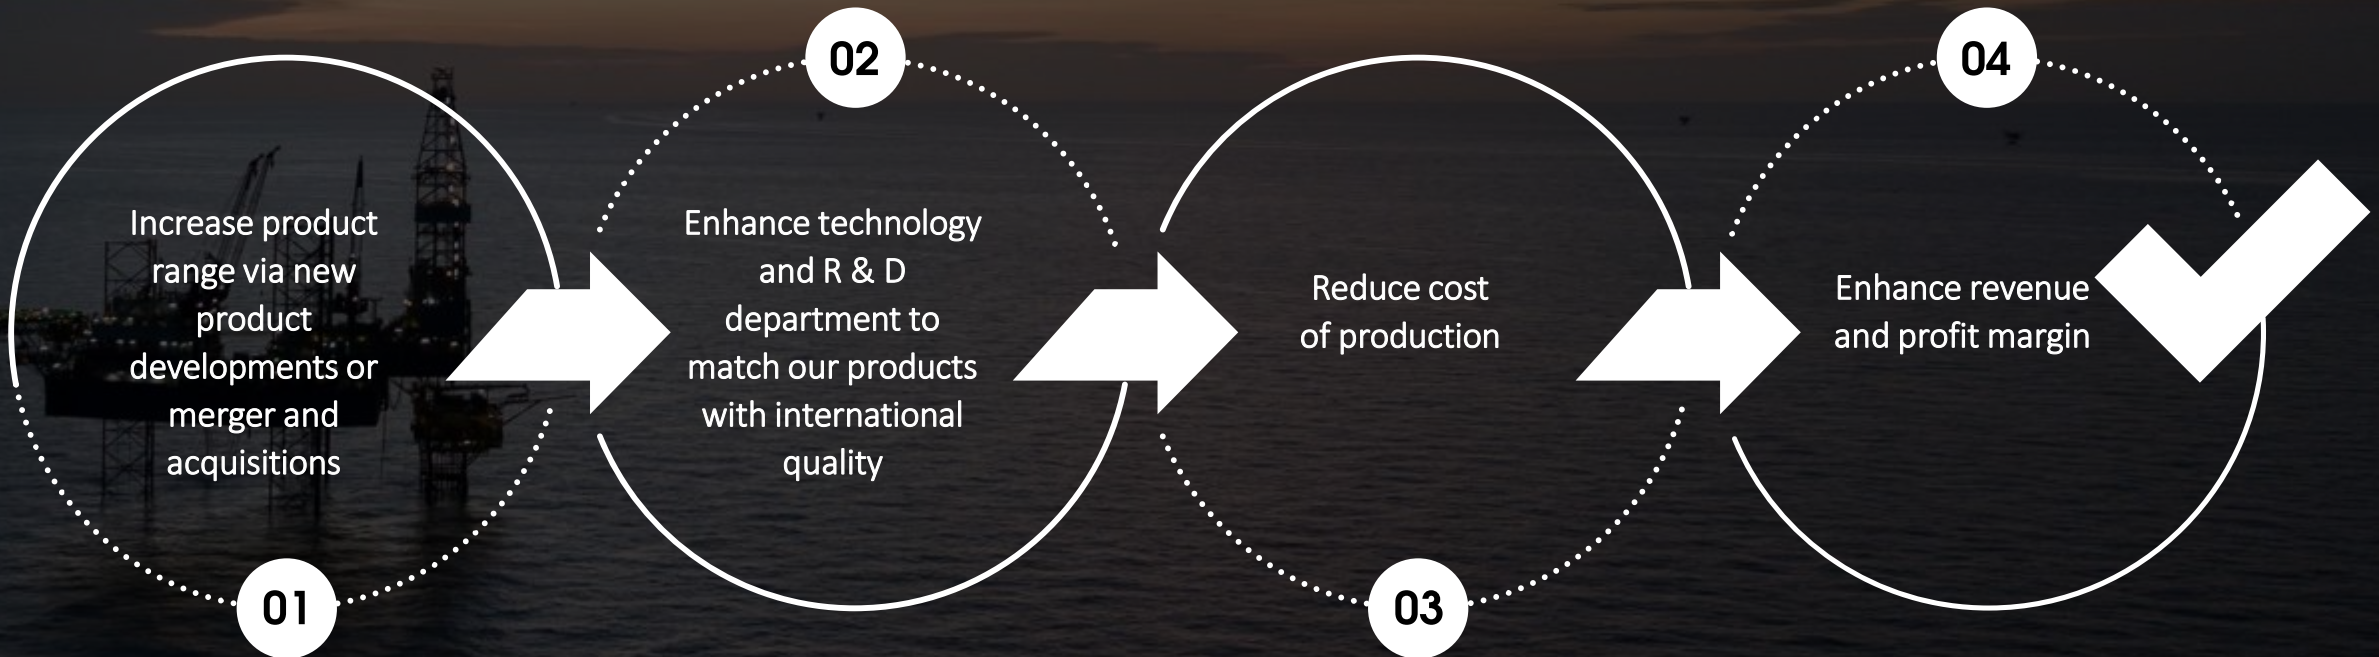 01
Increase product
range via new
product
developments or
merger and
acquisitions
02
Enhance technology
and R & D
department to
match our products
with international
quality
03
Reduce cost
of production
04
Enhance revenue
and profit margin